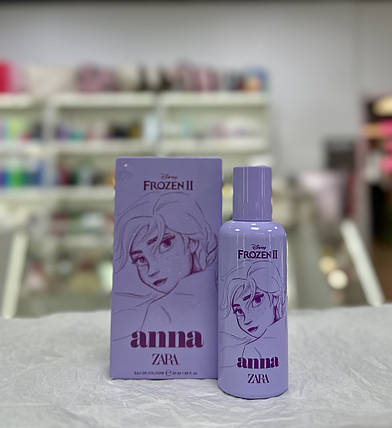 Disney
FROZEN II
anna
ZARA
EAU DE COLOGNE
Disney
FROZEN II
anna
ZARA